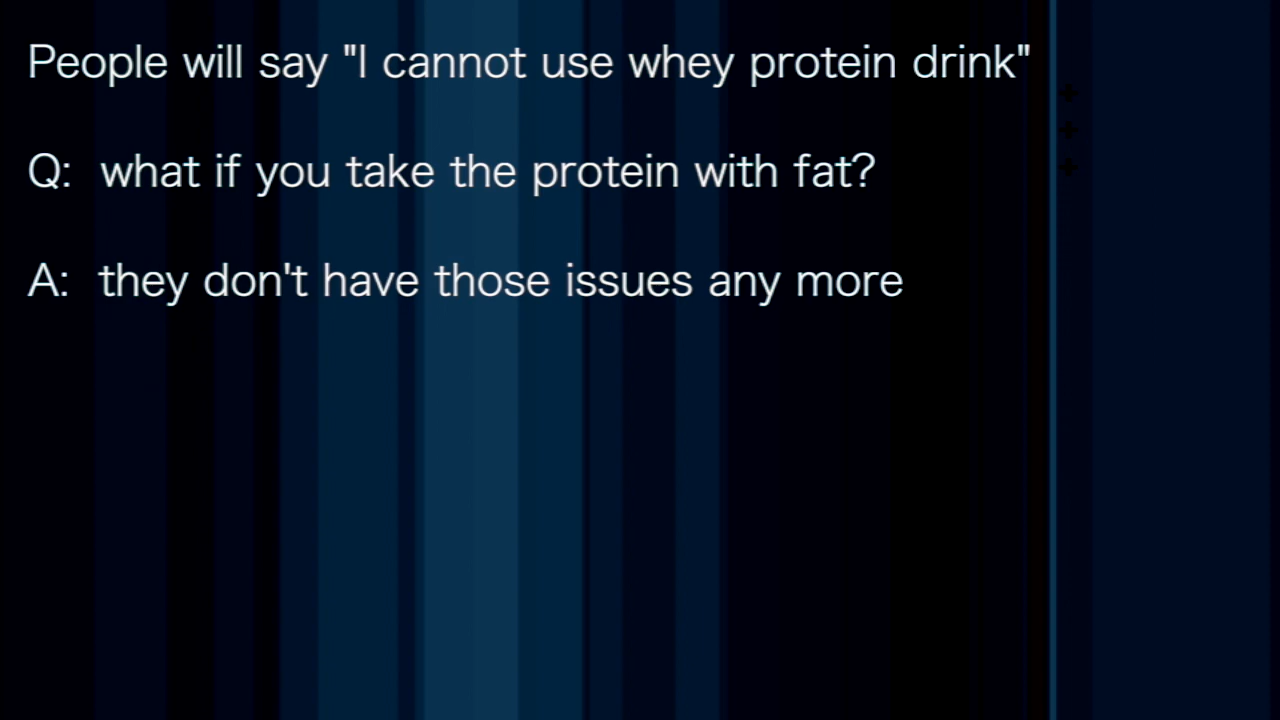 People will say "I cannot use whey protein drink"
Q: what if you take the protein with fat?
A: they don't have those issues any more